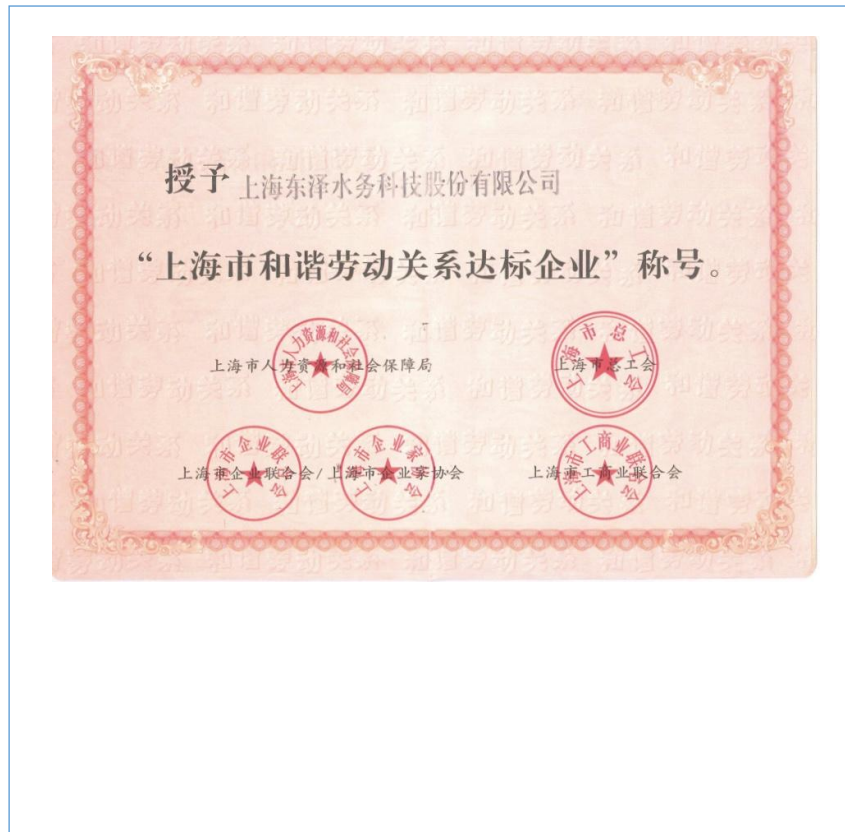 授予 上海东泽水务科技股份有限公司
“上海市和谐劳动关系达标企业”称号。
上海市人力资源和社会保障局 上海市总工会
上海市企业联合会/上海市企业家协会 上海市工商业联合会